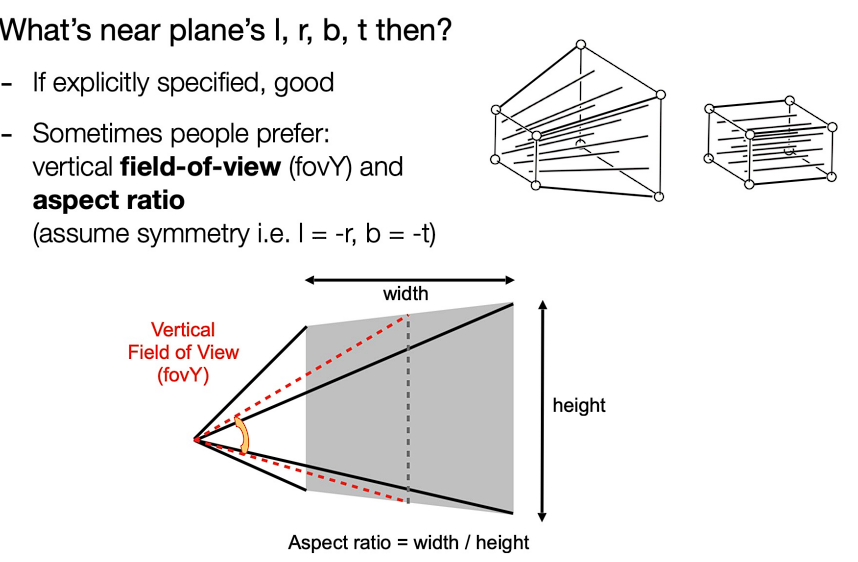 What's near plane's l, r, b, t then?
- If explicitly specified, good
- Sometimes people prefer:
vertical field-of-view (fovY) and
aspect ratio
(assume symmetry i.e. l = -r, b = -t)
width
Vertical
Field of View
(fovY)
height
Aspect ratio = width / height